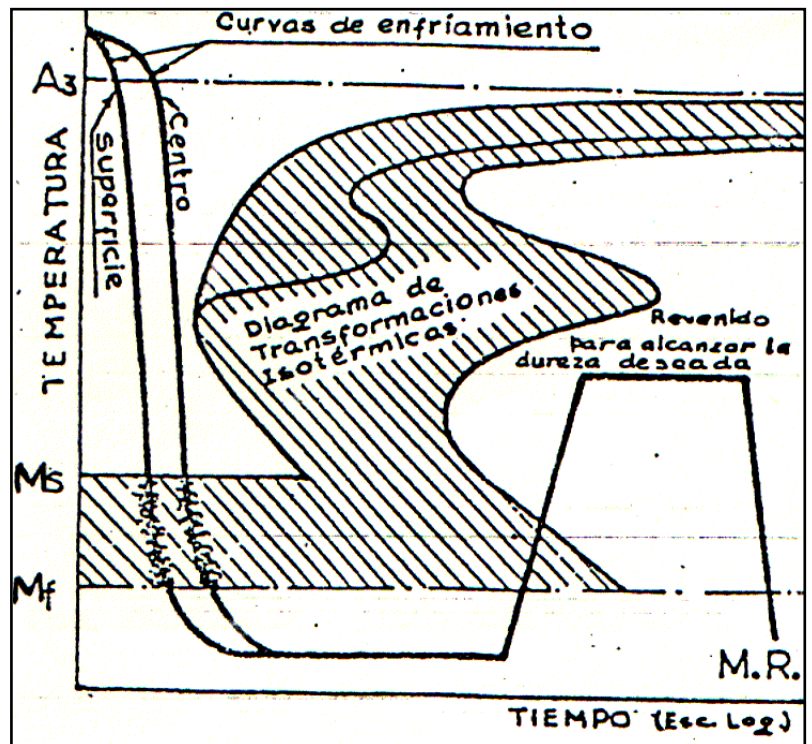 Curvas de enfriamiento
A3
Superficie
Centro
TEMPERATURA
Diagrama de
Transformaciones
Isotérmicas.
Revenido
para alcanzar la
dureza deseada
Ms
Mf
M.R.
TIEMPO (Esc. Log.)